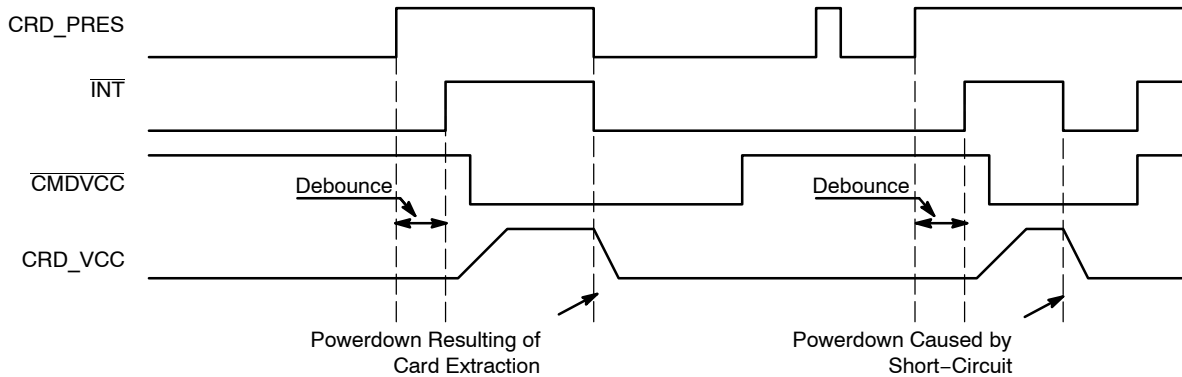 CRD_PRES
INT
CMDVCC
Debounce
Debounce
CRD_VCC
Powerdown Resulting of
Card Extraction
Powerdown Caused by
Short−Circuit